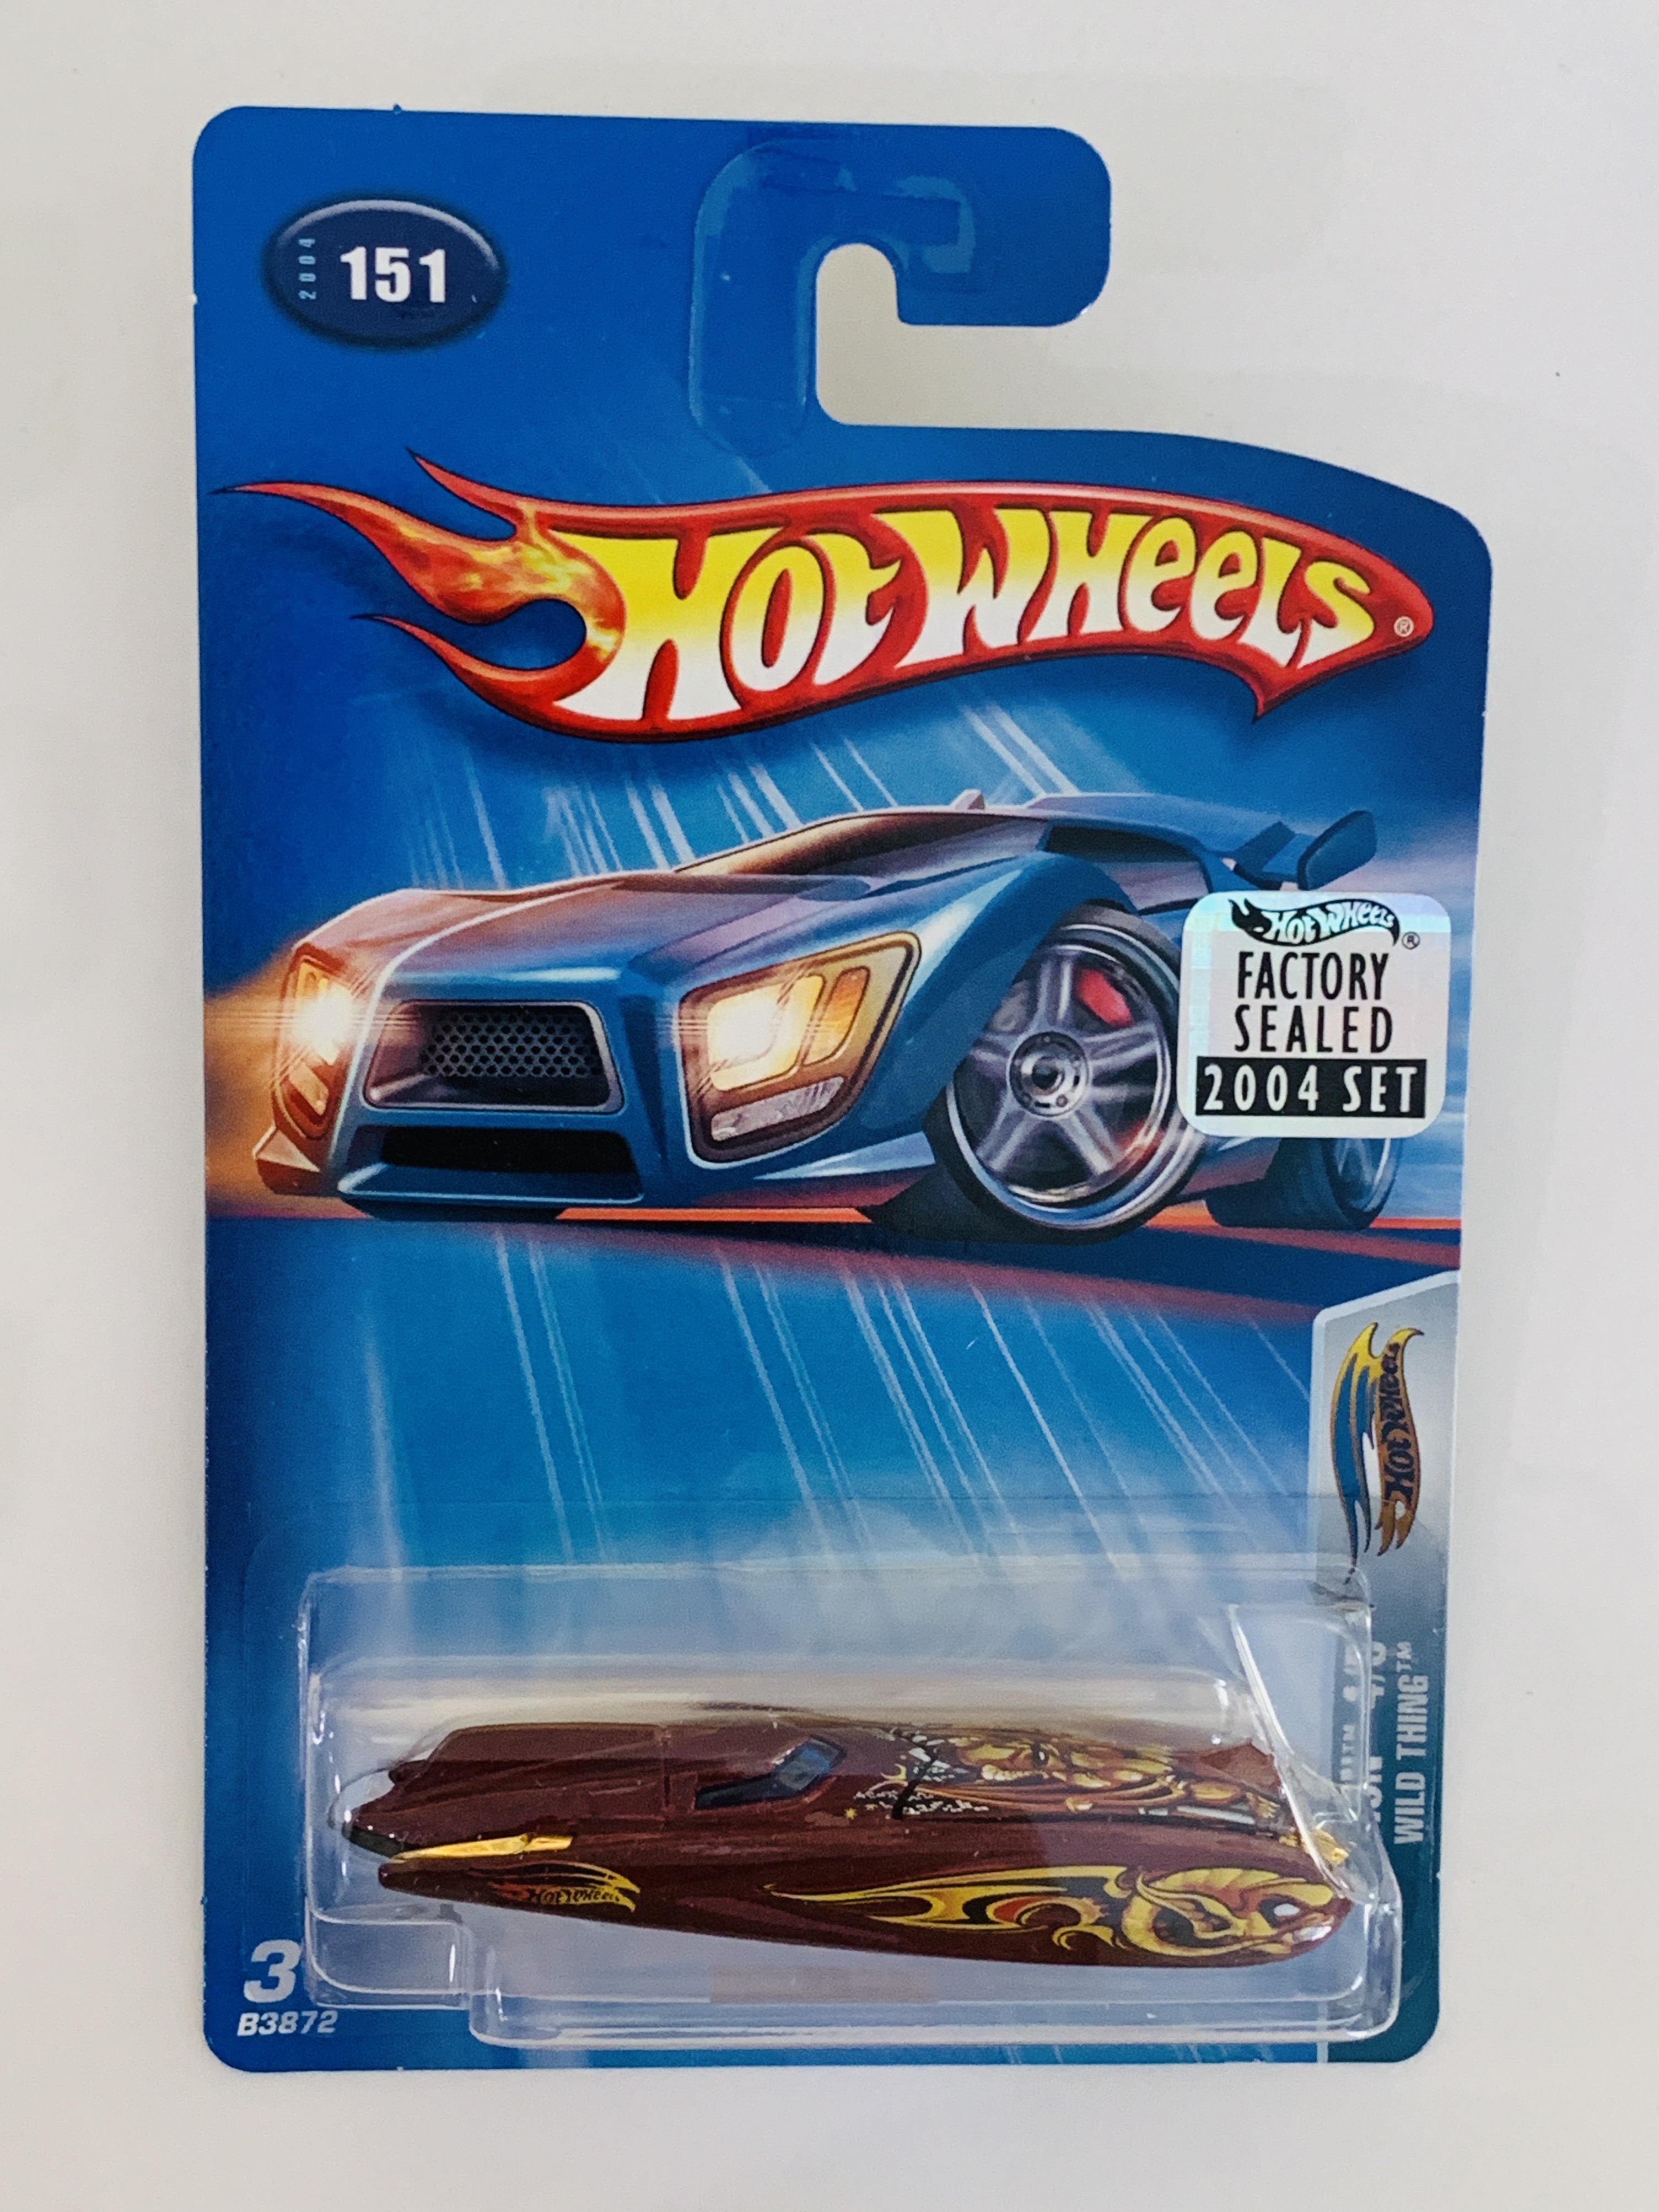 2004
151
HOT WHEELS ®
HOT WHEELS ®
FACTORY
SEALED
2004 SET
HOT WHEELS
WILD THING™
HOT WHEELS
3
B3872